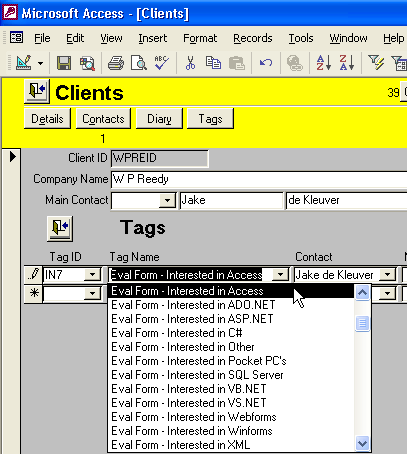 Microsoft Access - [Clients]
File Edit View Insert Format Records Tools Window Help
Clients 39
Details Contacts Diary Tags
1
Client ID WPREID
Company Name W P Reedy
Main Contact Jake de Kleuver
Tags
Tag ID Tag Name Contact
IN7 Eval Form - Interested in Access Jake de Kleuver
Eval Form - Interested in Access
Eval Form - Interested in ADO.NET
Eval Form - Interested in ASP.NET
Eval Form - Interested in C#
Eval Form - Interested in Other
Eval Form - Interested in Pocket PC's
Eval Form - Interested in SQL Server
Eval Form - Interested in VB.NET
Eval Form - Interested in VS.NET
Eval Form - Interested in Webforms
Eval Form - Interested in Winforms
Eval Form - Interested in XML